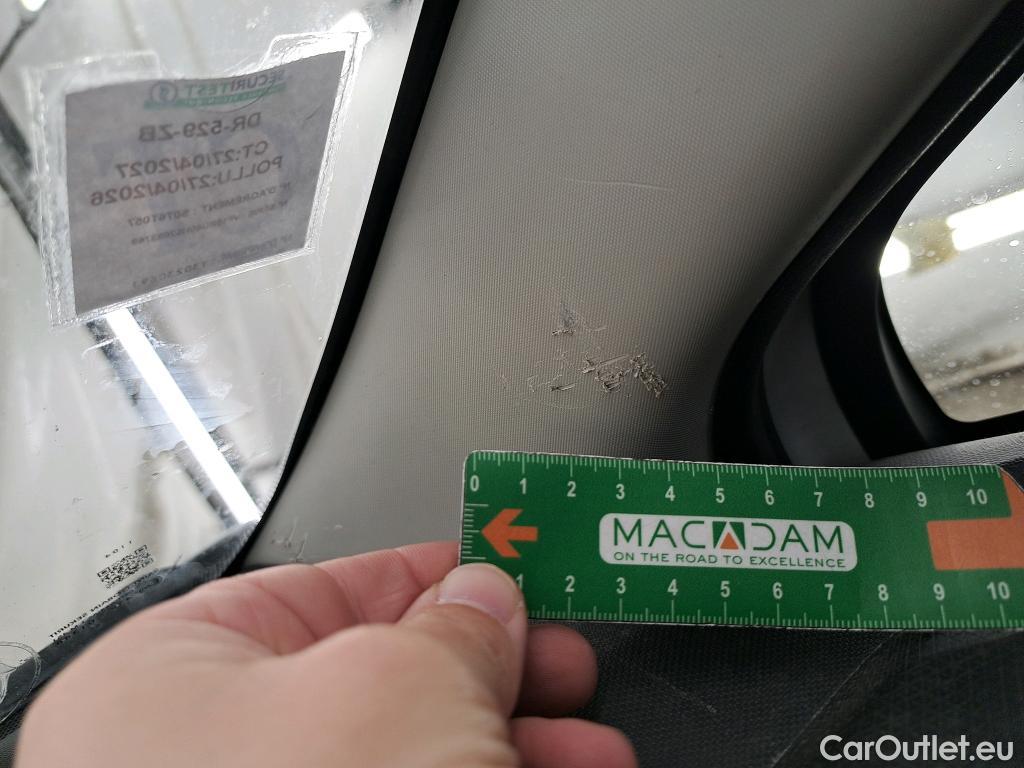 SECURITEST
DR-529-ZB
CT:27/04/2027
POLLU:27/04/2026
N° D'AGREMENT : S076T057
0 1 2 3 4 5 6 7 8 9 10
MACADAM
ON THE ROAD TO EXCELLENCE
1 2 3 4 5 6 7 8 9 10
CarOutlet.eu